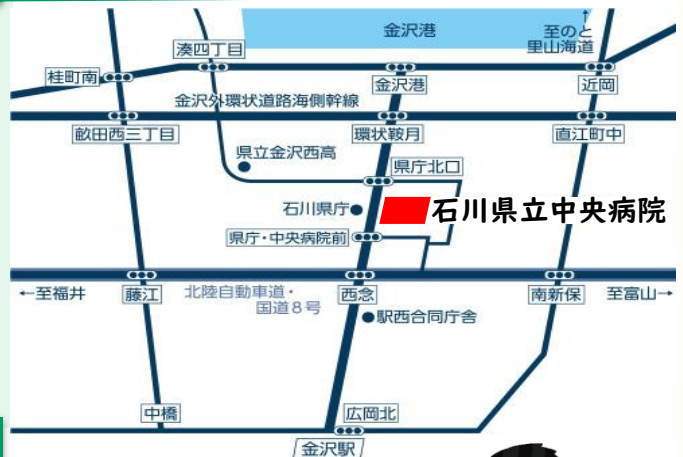 金沢港
↑
至のと
里山海道
湊四丁目
桂町南
金沢港
近岡
金沢外環状道路海側幹線
畝田西三丁目
環状鞍月
直江町中
県立金沢西高
県庁北口
石川県庁
石川県立中央病院
県庁・中央病院前
←至福井
藤江
北陸自動車道・
国道8号
西念
南新保
至富山→
駅西合同庁舎
中橋
広岡北
金沢駅